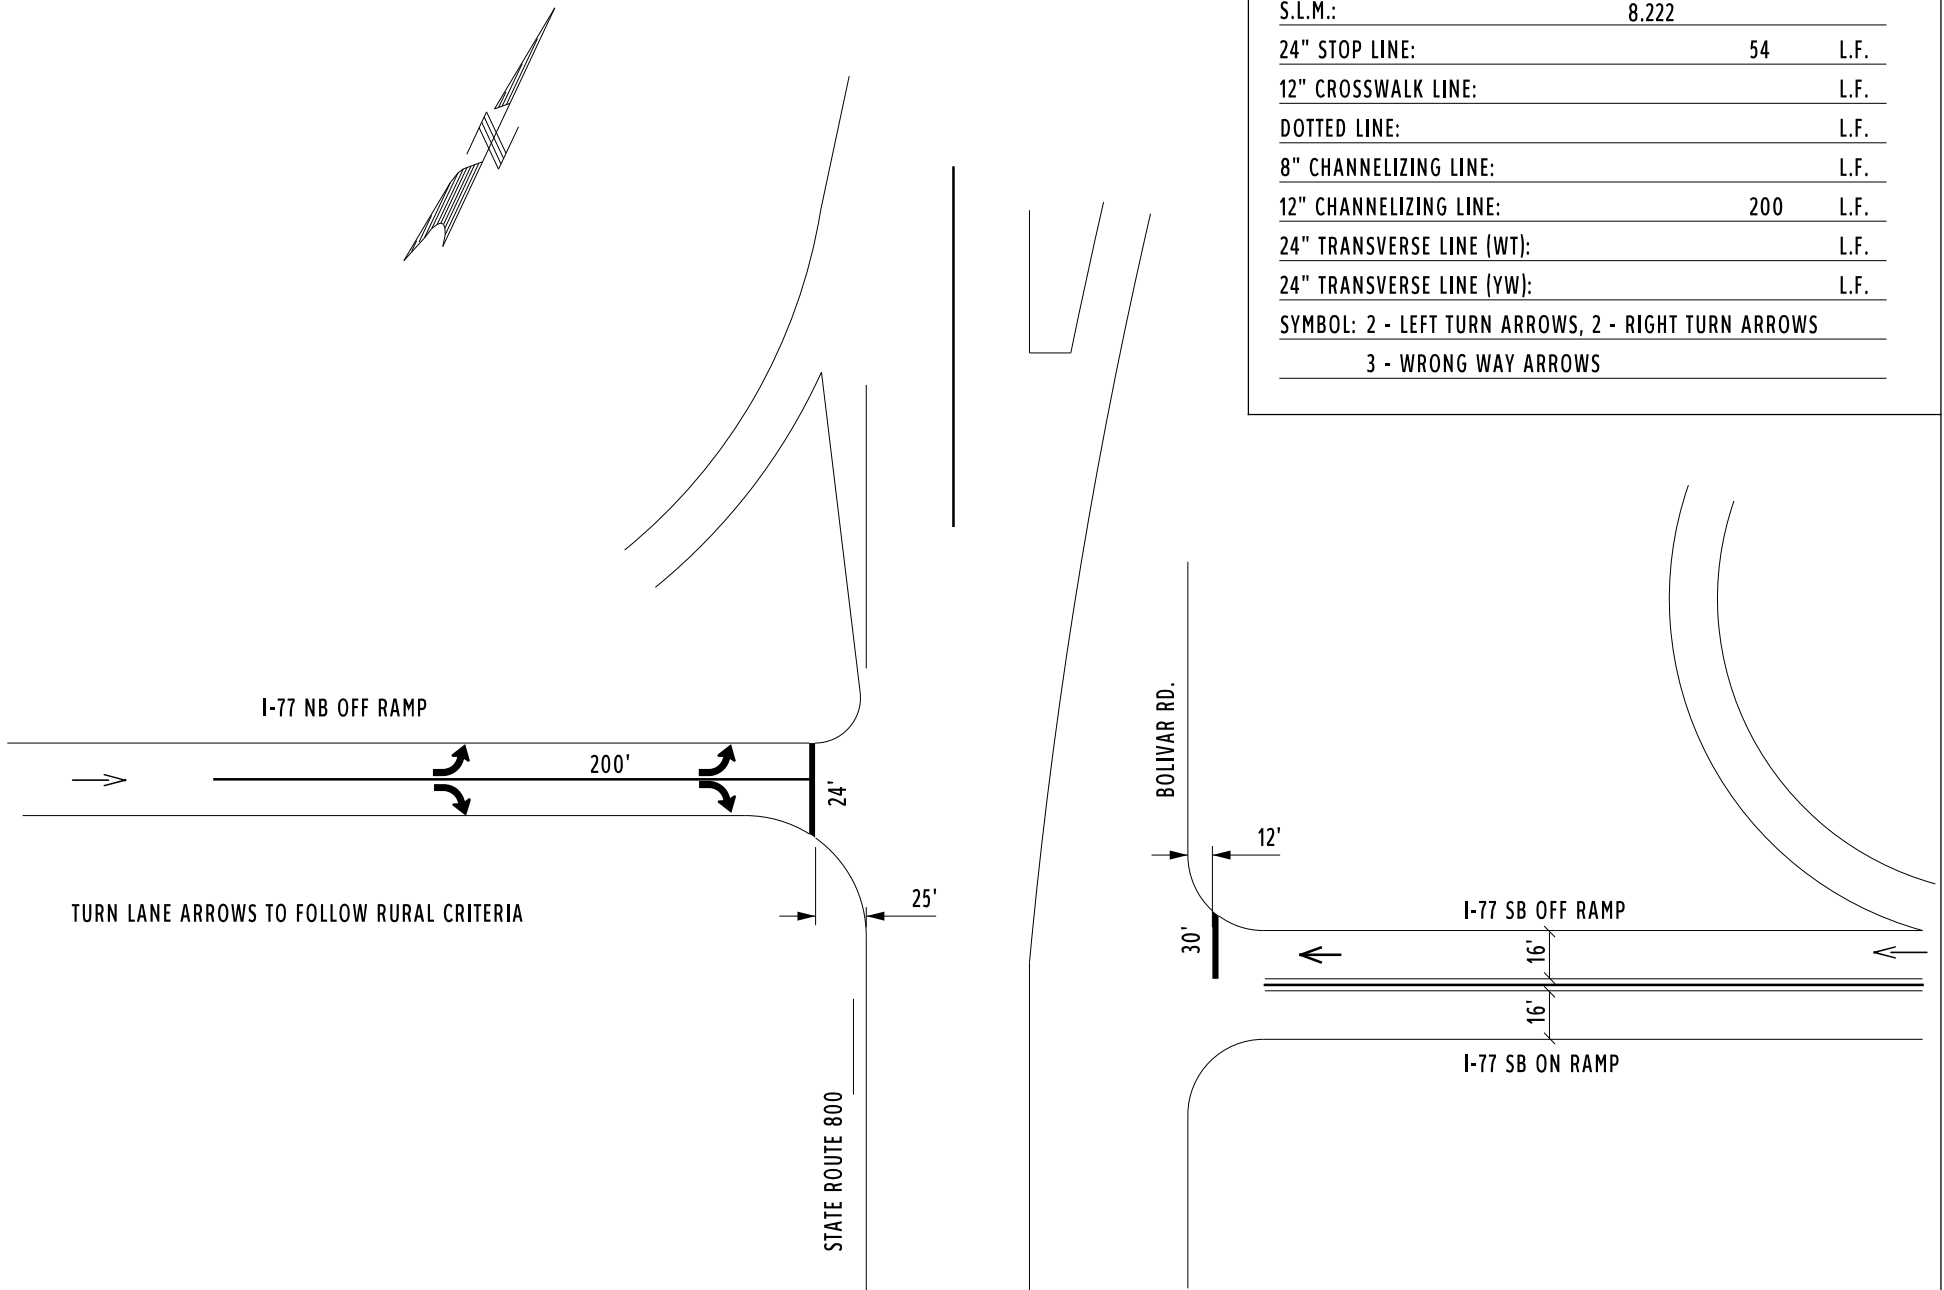 S.L.M.: 8.222
24" STOP LINE: 54 L.F.
12" CROSSWALK LINE: L.F.
DOTTED LINE: L.F.
8" CHANNELIZING LINE: L.F.
12" CHANNELIZING LINE: 200 L.F.
24" TRANSVERSE LINE (WT): L.F.
24" TRANSVERSE LINE (YW): L.F.
SYMBOL: 2 - LEFT TURN ARROWS, 2 - RIGHT TURN ARROWS
3 - WRONG WAY ARROWS
I-77 NB OFF RAMP
200'
24'
TURN LANE ARROWS TO FOLLOW RURAL CRITERIA
25'
STATE ROUTE 800
BOLIVAR RD.
12'
30'
I-77 SB OFF RAMP
16'
16'
I-77 SB ON RAMP